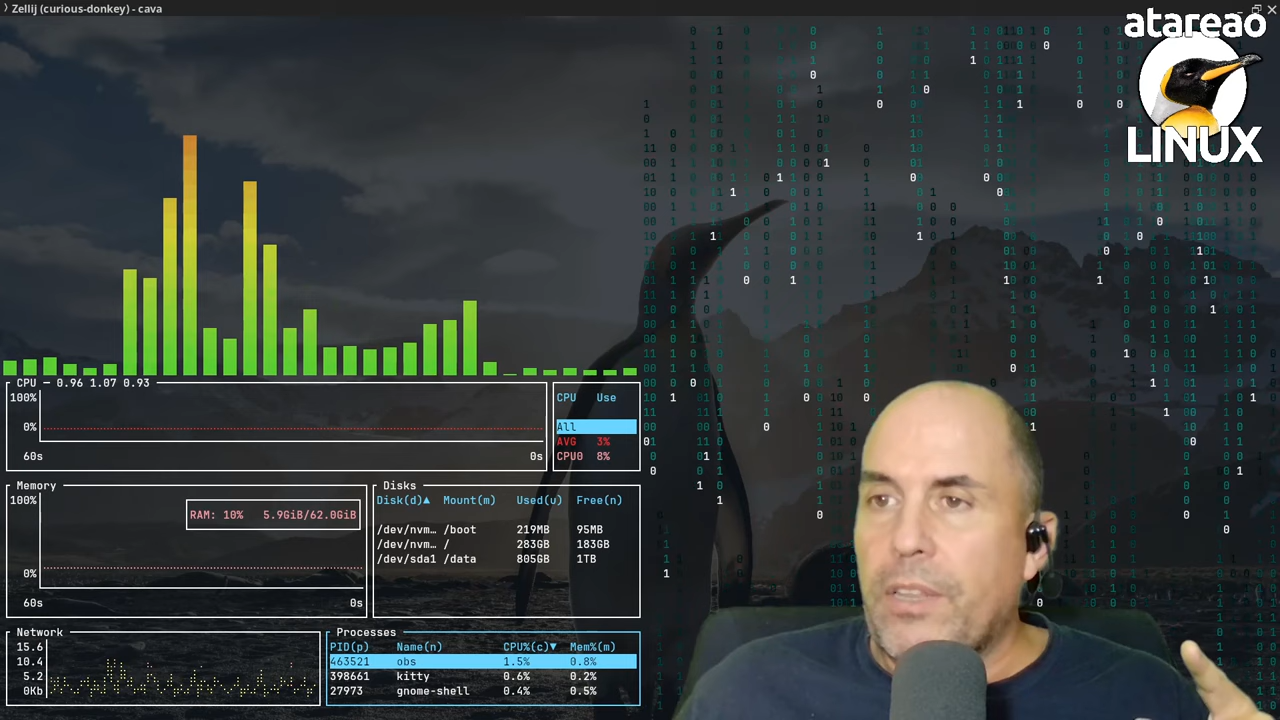 Zellij (curious-donkey) - cava
atareao
LINUX
CPU — 0.96 1.07 0.93
100%
0%
60s 0s
CPU Use
All
AVG 3%
CPU0 8%
Memory
100%
RAM: 10% 5.9GiB/62.0GiB
0%
60s 0s
Disks
Disk(d)▲ Mount(m) Used(u) Free(n)
/dev/nvm… /boot 219MB 95MB
/dev/nvm… / 283GB 183GB
/dev/sda1 /data 805GB 1TB
Network
15.6
10.4
5.2
0Kb
Processes
PID(p) Name(n) CPU%(c)▼ Mem%(m)
463521 obs 1.5% 0.8%
398661 kitty 0.6% 0.2%
27973 gnome-shell 0.4% 0.5%